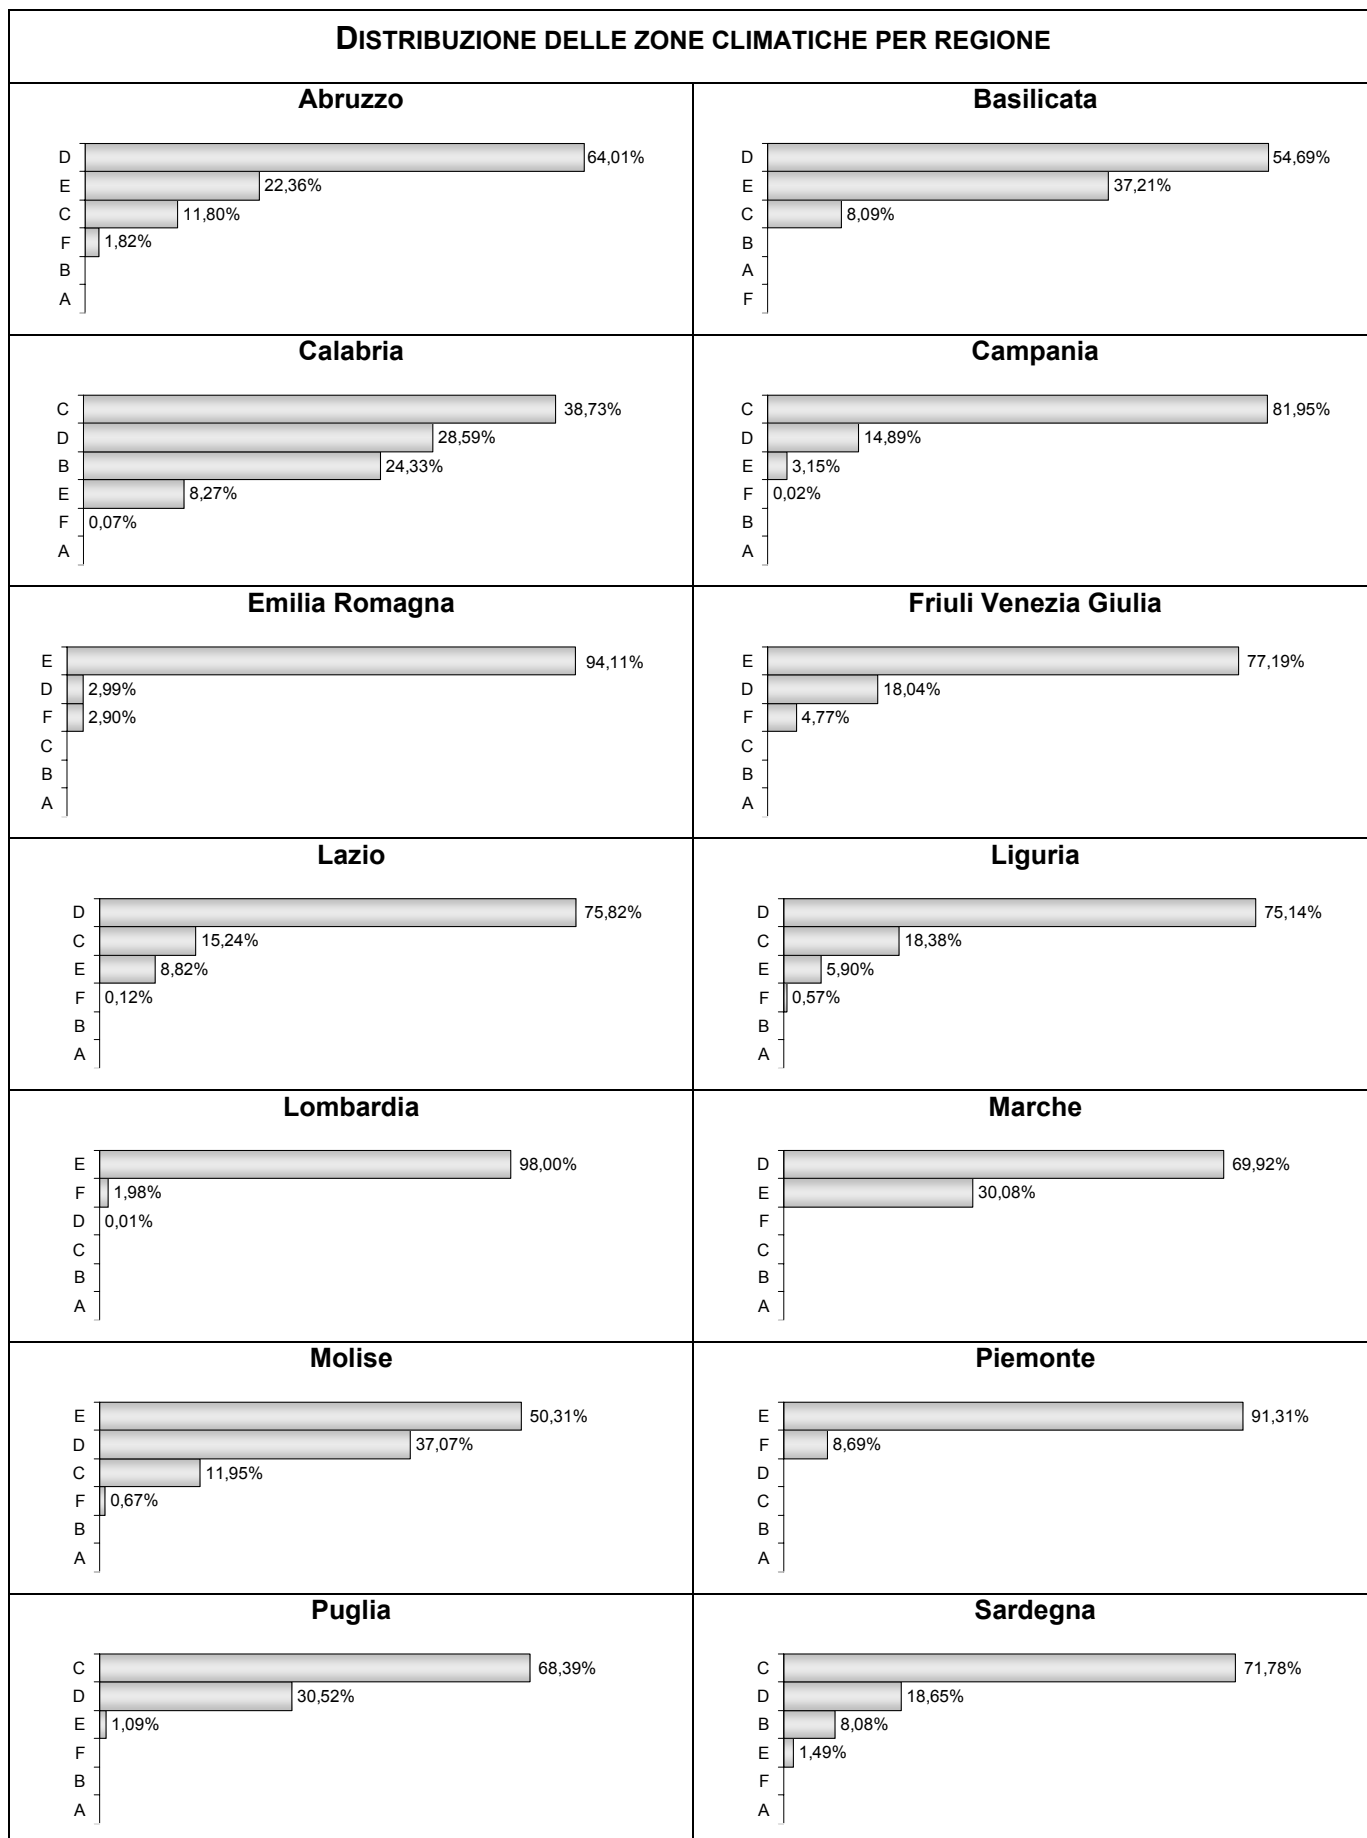 DISTRIBUZIONE DELLE ZONE CLIMATICHE PER REGIONE
Abruzzo
D 64,01%
E 22,36%
C 11,80%
F 1,82%
B
A
Basilicata
D 54,69%
E 37,21%
C 8,09%
B
A
F
Calabria
C 38,73%
D 28,59%
B 24,33%
E 8,27%
F 0,07%
A
Campania
C 81,95%
D 14,89%
E 3,15%
F 0,02%
B
A
Emilia Romagna
E 94,11%
D 2,99%
F 2,90%
C
B
A
Friuli Venezia Giulia
E 77,19%
D 18,04%
F 4,77%
C
B
A
Lazio
D 75,82%
C 15,24%
E 8,82%
F 0,12%
B
A
Liguria
D 75,14%
C 18,38%
E 5,90%
F 0,57%
B
A
Lombardia
E 98,00%
F 1,98%
D 0,01%
C
B
A
Marche
D 69,92%
E 30,08%
F
C
B
A
Molise
E 50,31%
D 37,07%
C 11,95%
F 0,67%
B
A
Piemonte
E 91,31%
F 8,69%
D
C
B
A
Puglia
C 68,39%
D 30,52%
E 1,09%
F
B
A
Sardegna
C 71,78%
D 18,65%
B 8,08%
E 1,49%
F
A